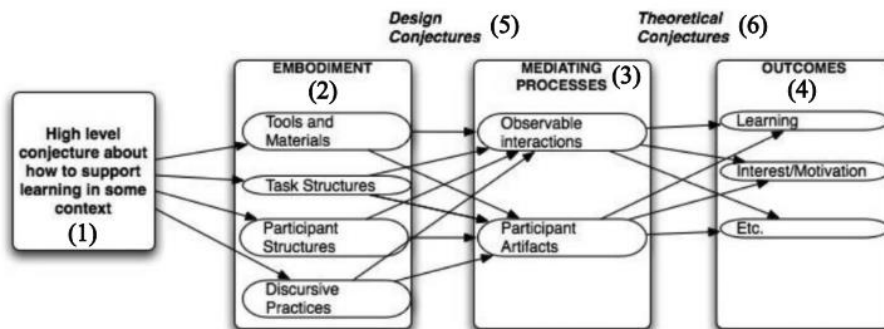 Design
Conjectures (5)
Theoretical (6)
Conjectures
High level
conjecture about
how to support
learning in some
context
(1)
EMBODIMENT
(2)
Tools and
Materials
Task Structures
Participant
Structures
Discursive
Practices
MEDIATING
PROCESSES (3)
Observable
interactions
Participant
Artifacts
OUTCOMES
(4)
Learning
Interest/Motivation
Etc.